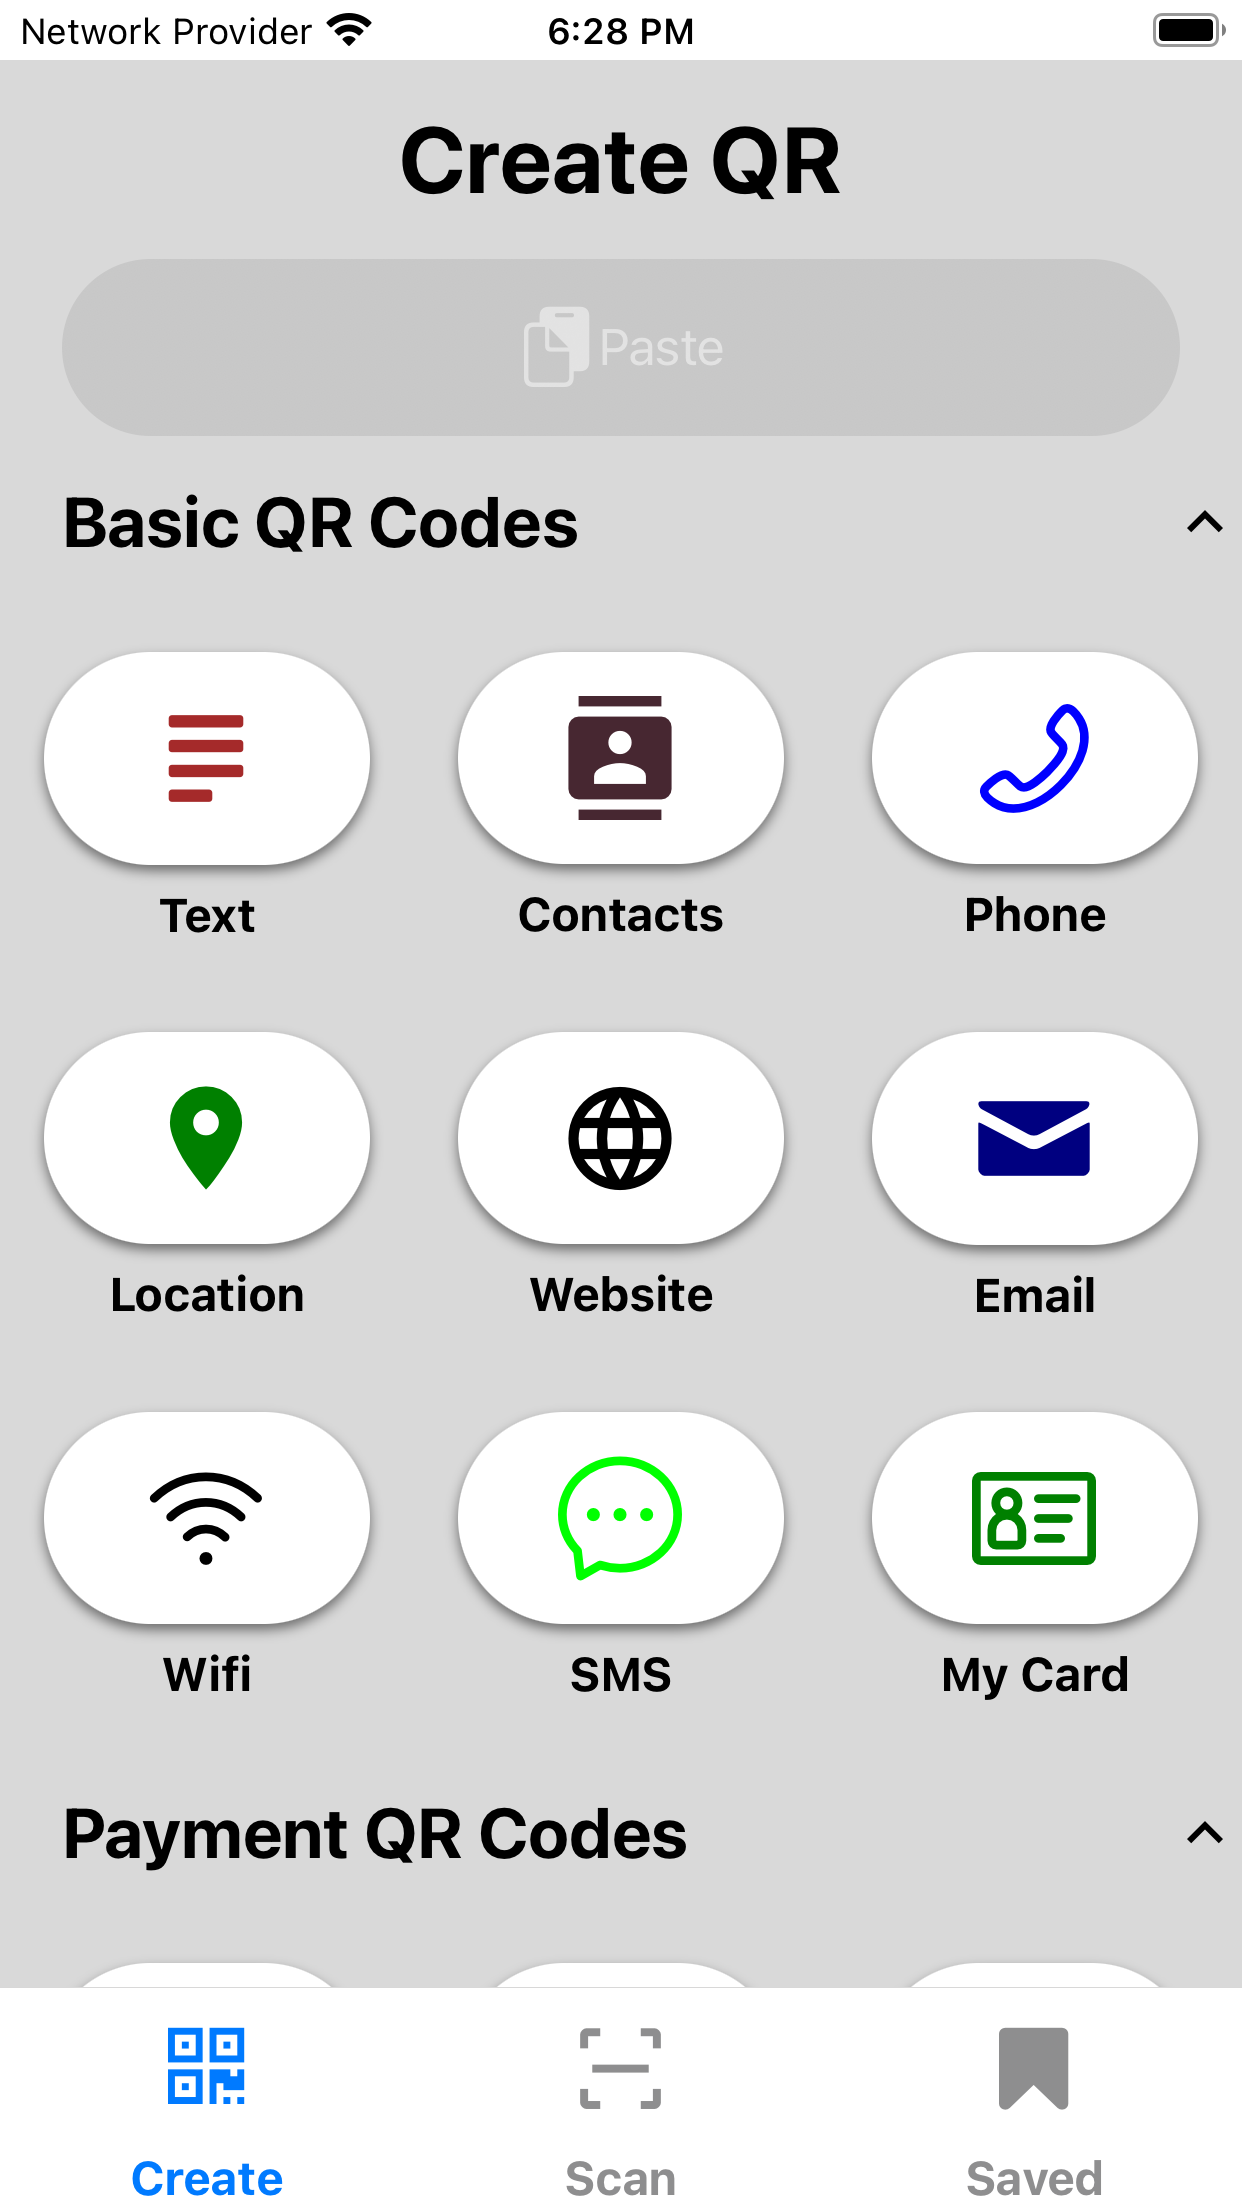 Network Provider 6:28 PM
Create QR
Paste
Basic QR Codes
Text Contacts Phone
Location Website Email
Wifi SMS My Card
Payment QR Codes
Create Scan Saved